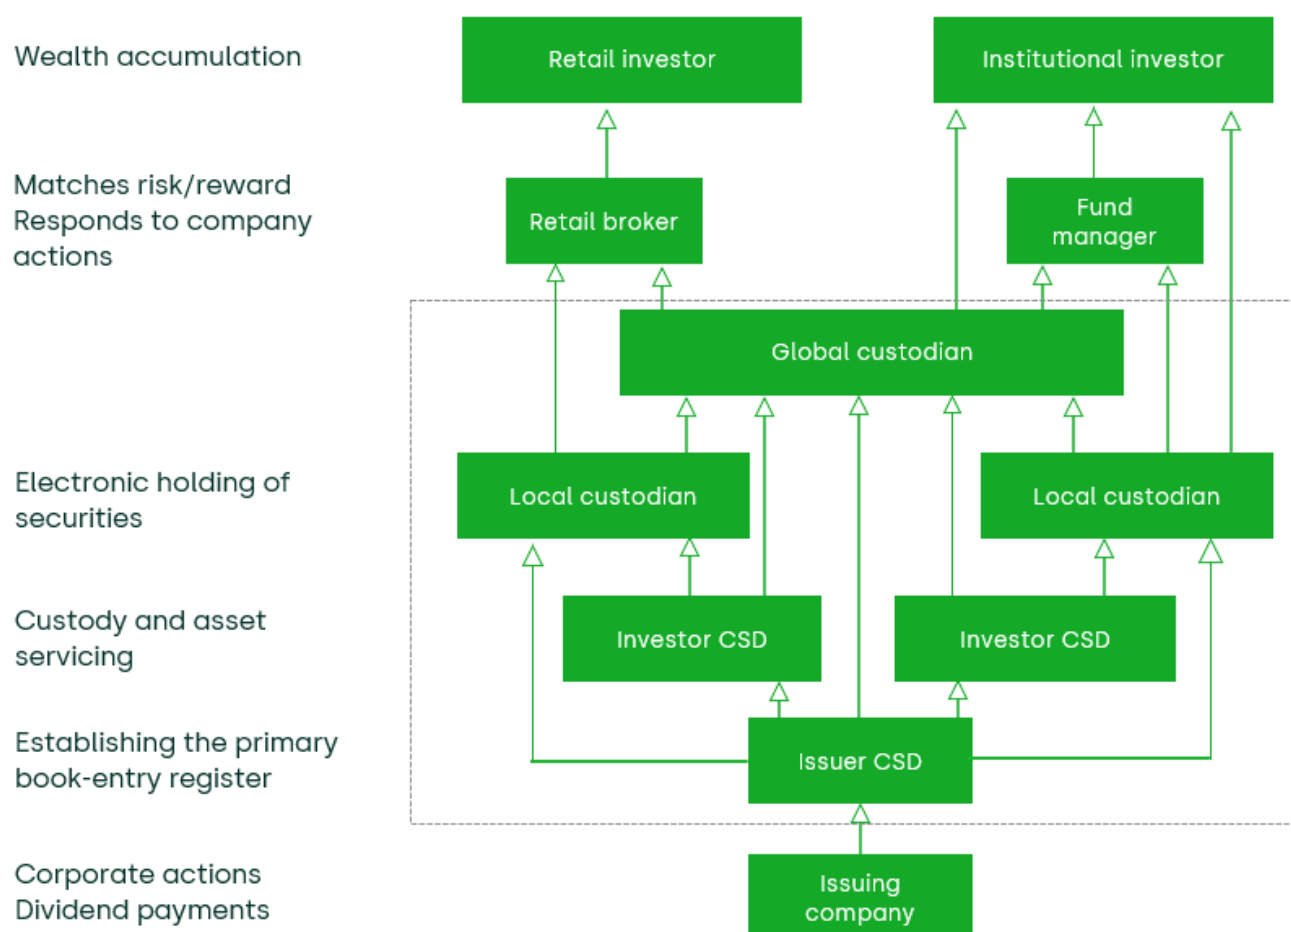 Wealth accumulation
Retail investor
Institutional investor
Matches risk/reward
Responds to company
actions
Retail broker
Fund
manager
Global custodian
Electronic holding of
securities
Local custodian
Local custodian
Custody and asset
servicing
Investor CSD
Investor CSD
Establishing the primary
book-entry register
Issuer CSD
Corporate actions
Dividend payments
Issuing
company